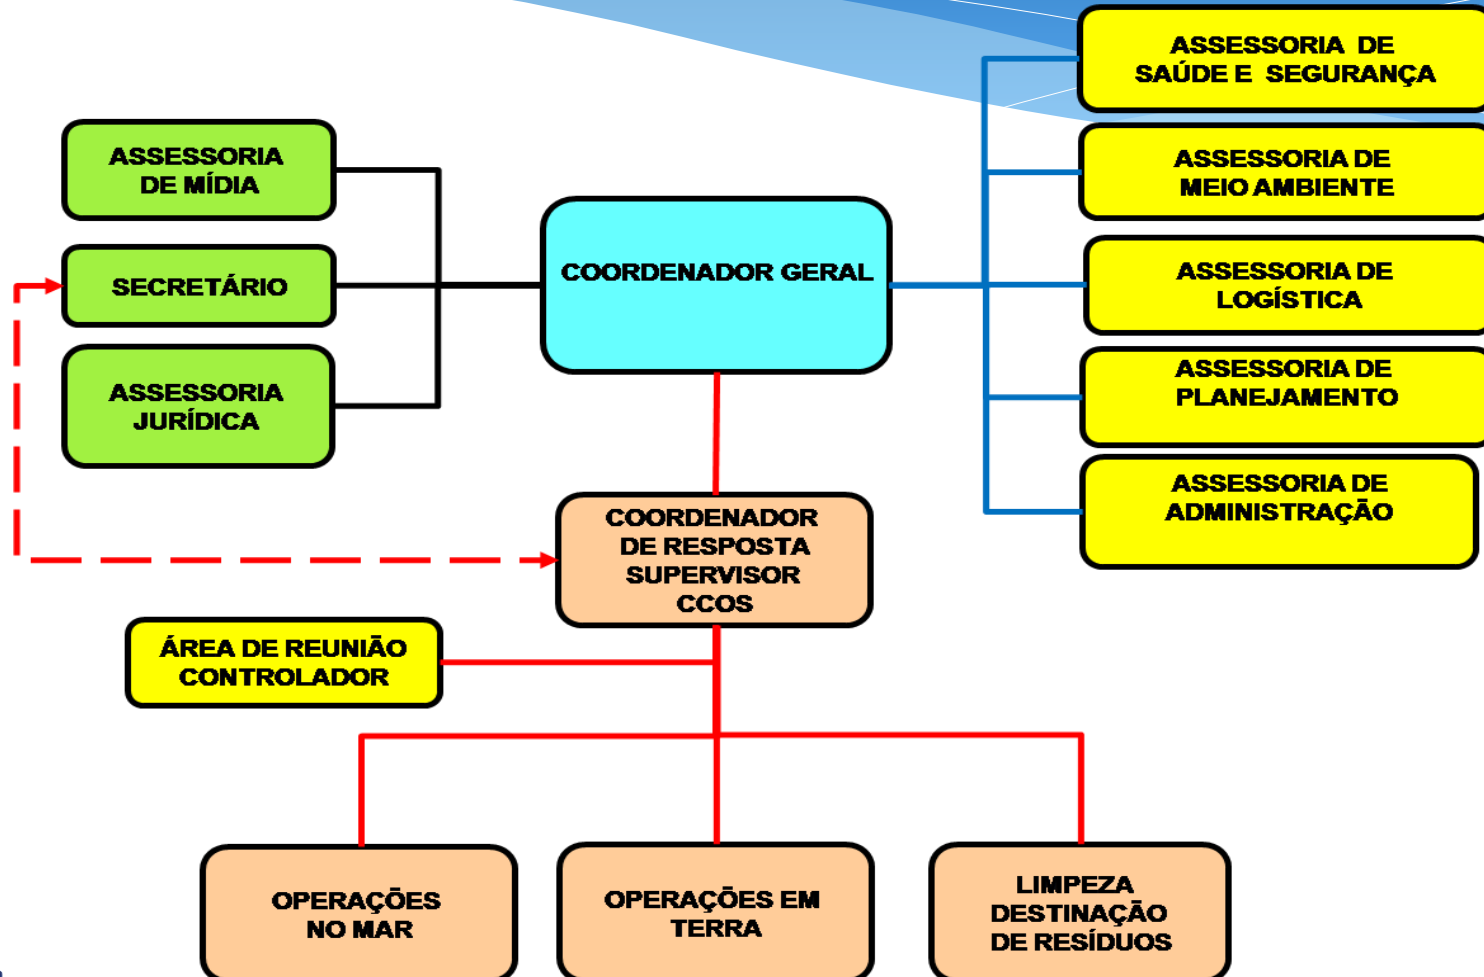 ASSESSORIA DE
SAÚDE E SEGURANÇA
ASSESSORIA
DE MÍDIA
ASSESSORIA DE
MEIO AMBIENTE
SECRETÁRIO
COORDENADOR GERAL
ASSESSORIA DE
LOGÍSTICA
ASSESSORIA
JURÍDICA
ASSESSORIA DE
PLANEJAMENTO
ASSESSORIA DE
ADMINISTRAÇÃO
COORDENADOR
DE RESPOSTA
SUPERVISOR
CCOS
ÁREA DE REUNIÃO
CONTROLADOR
OPERAÇÕES
NO MAR
OPERAÇÕES EM
TERRA
LIMPEZA
DESTINAÇÃO
DE RESÍDUOS